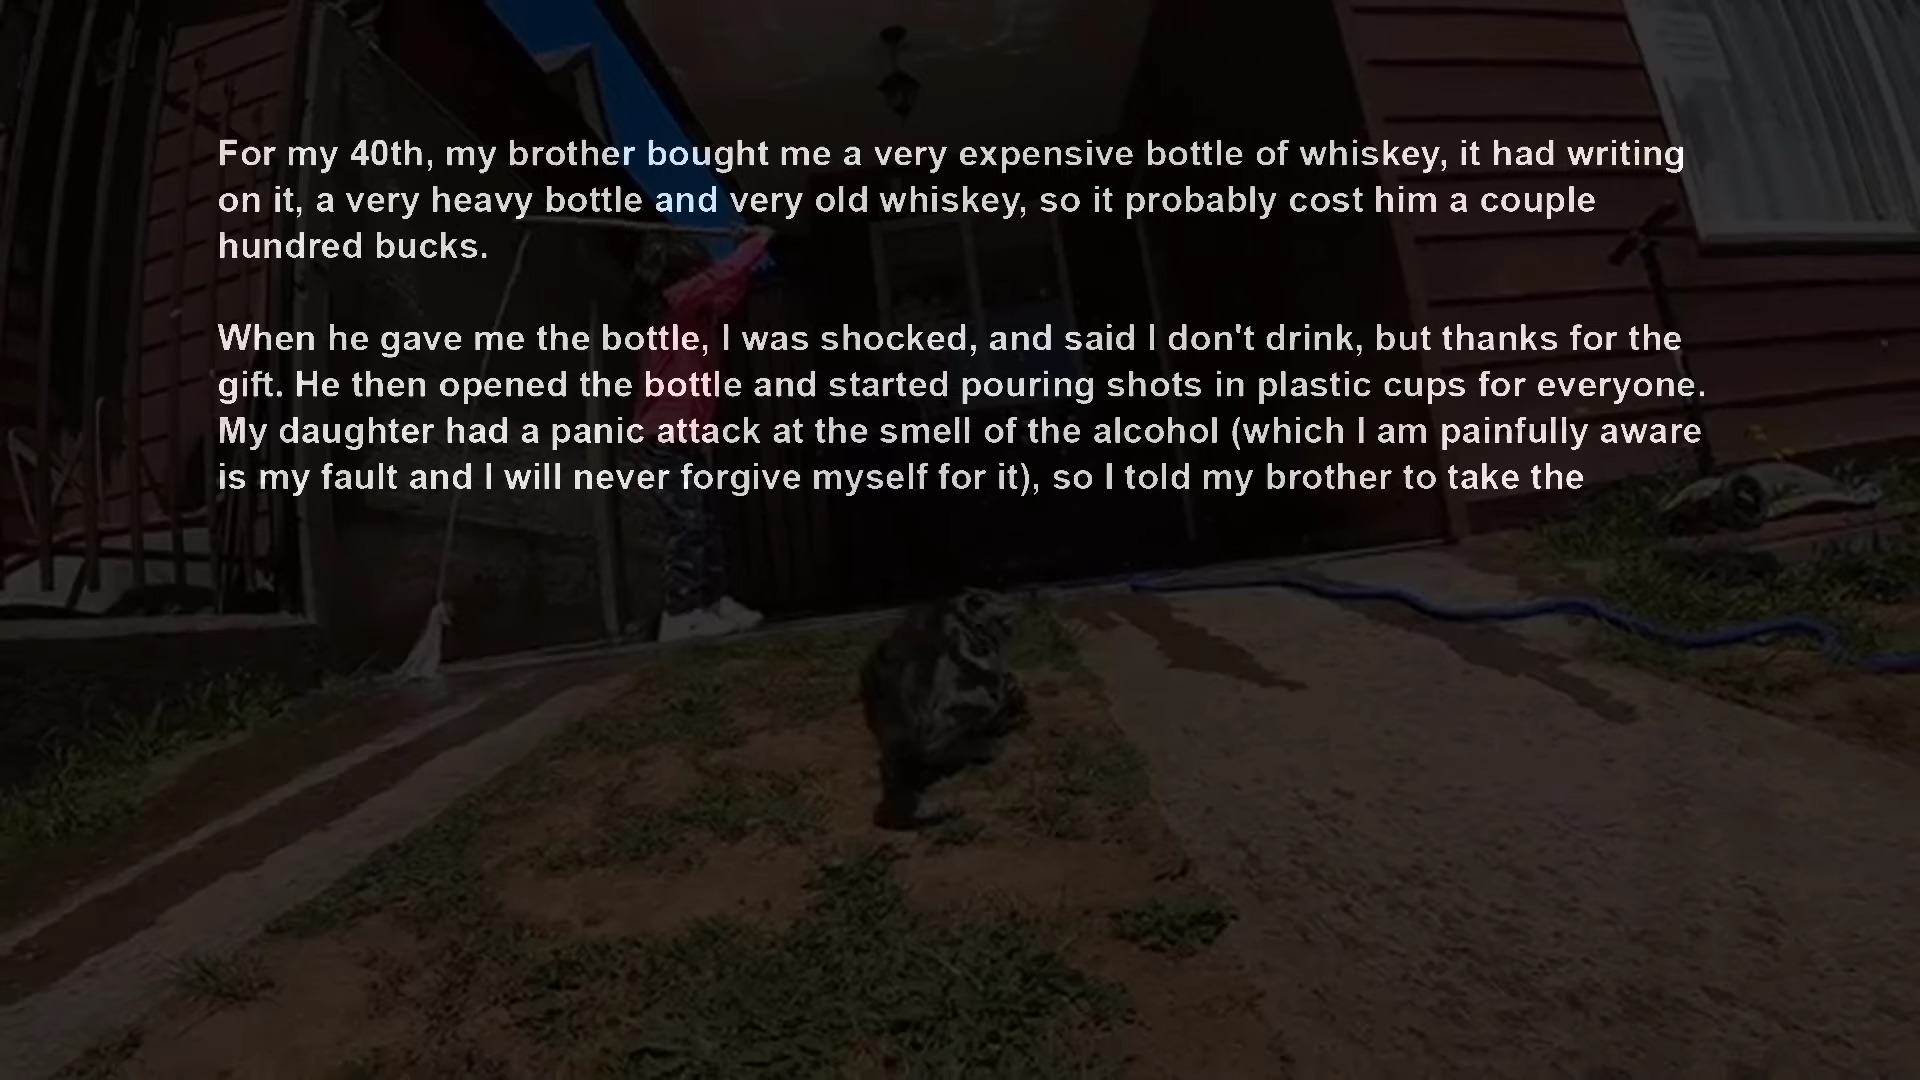 For my 40th, my brother bought me a very expensive bottle of whiskey, it had writing
on it, a very heavy bottle and very old whiskey, so it probably cost him a couple
hundred bucks.
When he gave me the bottle, I was shocked, and said I don't drink, but thanks for the
gift. He then opened the bottle and started pouring shots in plastic cups for everyone.
My daughter had a panic attack at the smell of the alcohol (which I am painfully aware
is my fault and I will never forgive myself for it), so I told my brother to take the